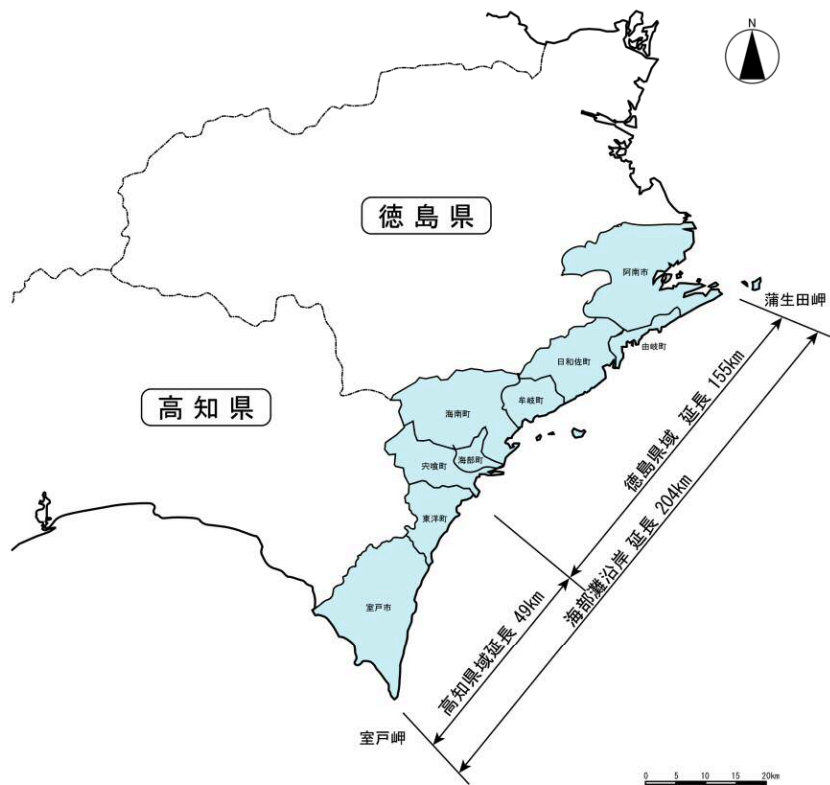 N
徳島県
阿南市
蒲生田岬
由岐町
日和佐町
牟岐町
高知県
海南町
海部町
宍喰町
東洋町
室戸市
徳島県域 延長 155km
海部灘沿岸 延長 204km
高知県域延長 49km
室戸岬
0 5 10 15 20km